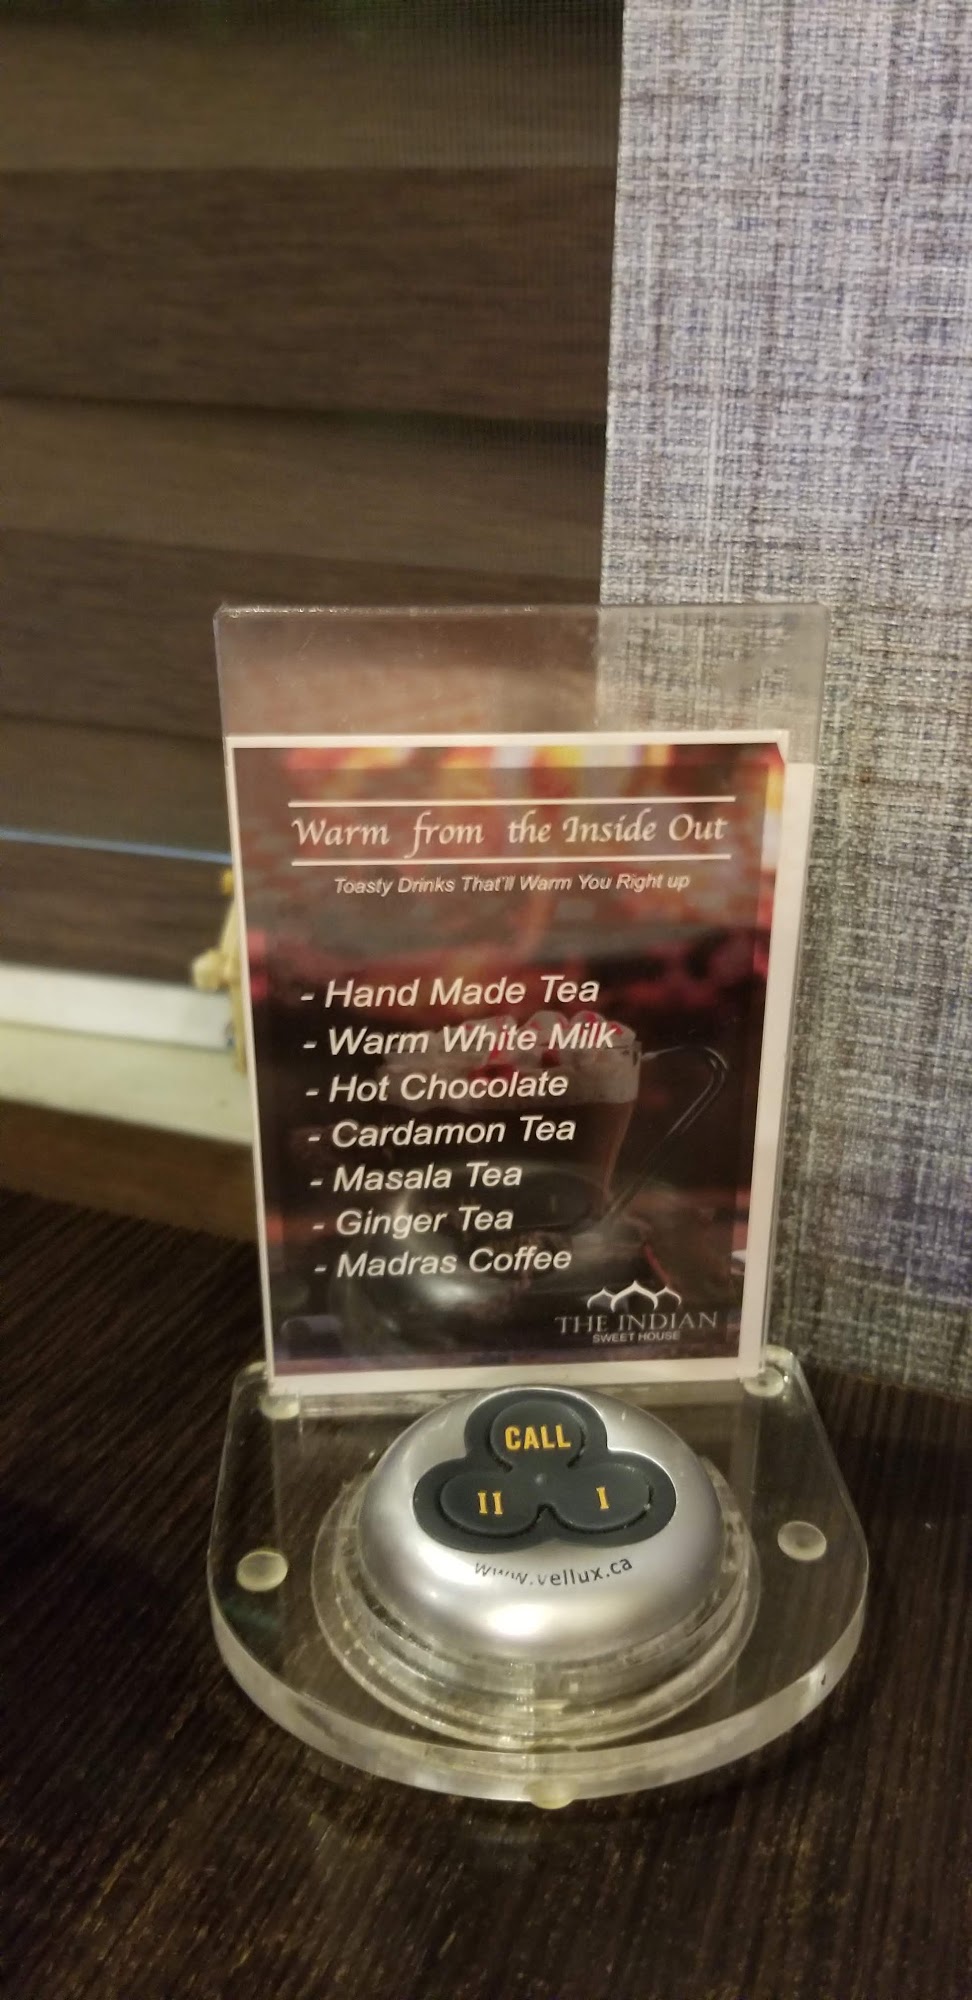 Warm from the Inside Out
Toasty Drinks That'll Warm You Right up
- Hand Made Tea
- Warm White Milk
- Hot Chocolate
- Cardamon Tea
- Masala Tea
- Ginger Tea
- Madras Coffee
THE INDIAN
SWEET HOUSE
CALL
II I
www.vellux.ca